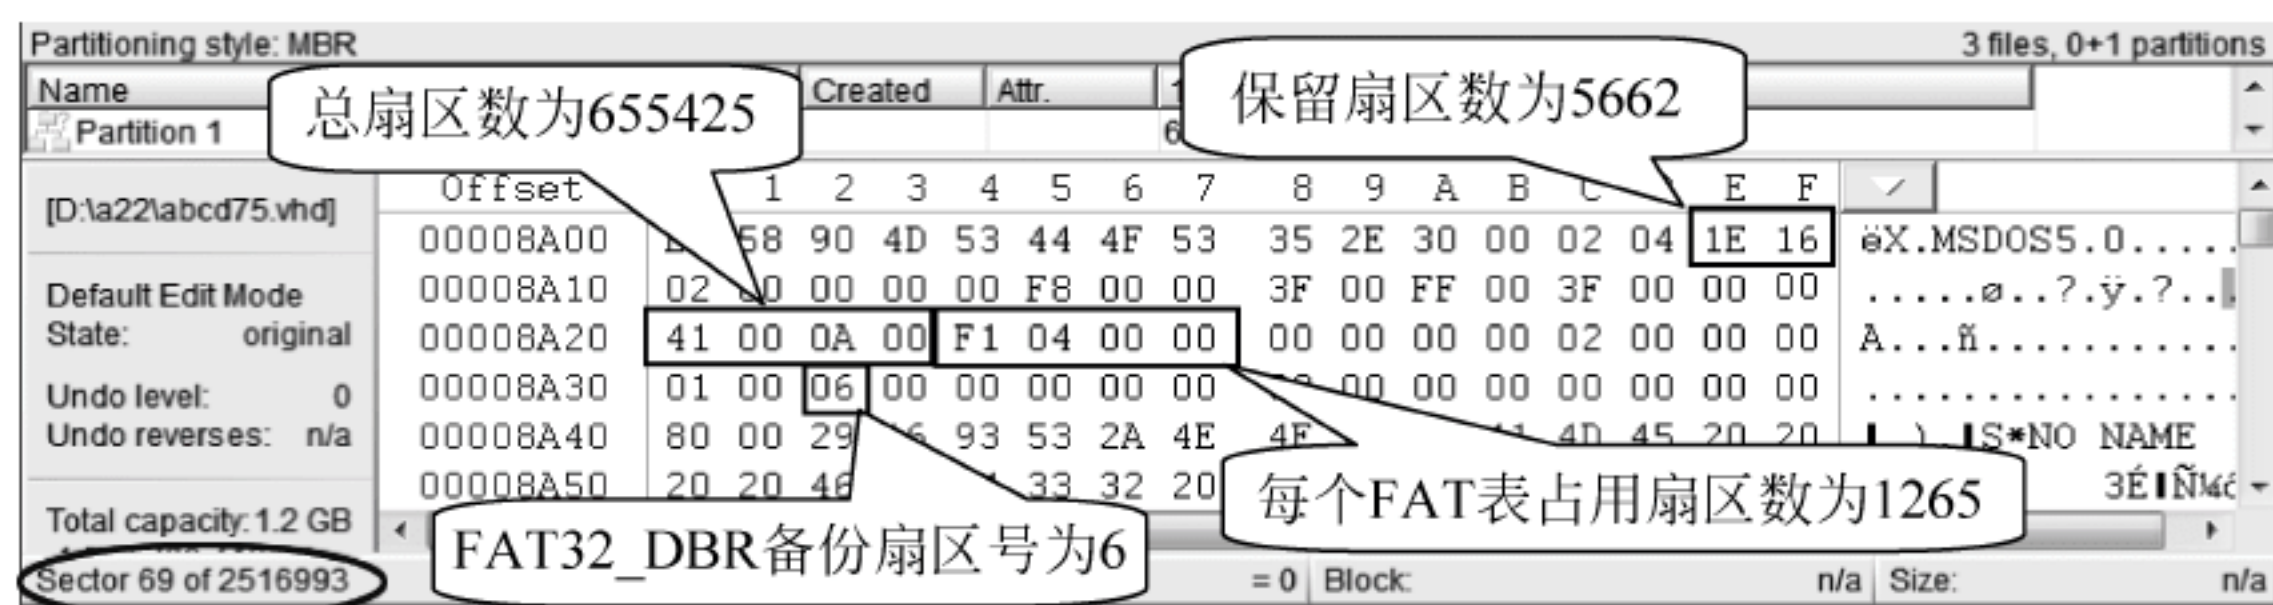 Partitioning style: MBR
3 files, 0+1 partitions
Name Created Attr.
Partition 1
总扇区数为655425
保留扇区数为5662
[D:\a22\abcd75.vhd]
Default Edit Mode
State: original
Undo level: 0
Undo reverses: n/a
Total capacity: 1.2 GB
Offset 1 2 3 4 5 6 7 8 9 A B C E F
00008A00 58 90 4D 53 44 4F 53 35 2E 30 00 02 04 1E 16 ëX.MSDOS5.0.....
00008A10 02 00 00 00 00 F8 00 00 3F 00 FF 00 3F 00 00 00 .....ø..?.ÿ.?...
00008A20 41 00 0A 00 F1 04 00 00 00 00 00 00 02 00 00 00 A...ñ...........
00008A30 01 00 06 00 00 00 00 00 00 00 00 00 00 00 00 ................
00008A40 80 00 29 93 53 2A 4E 4F 4D 45 20 20 S*NO NAME
00008A50 20 20 46 33 32 20
FAT32_DBR备份扇区号为6
每个FAT表占用扇区数为1265
Sector 69 of 2516993 = 0 Block: n/a Size: n/a